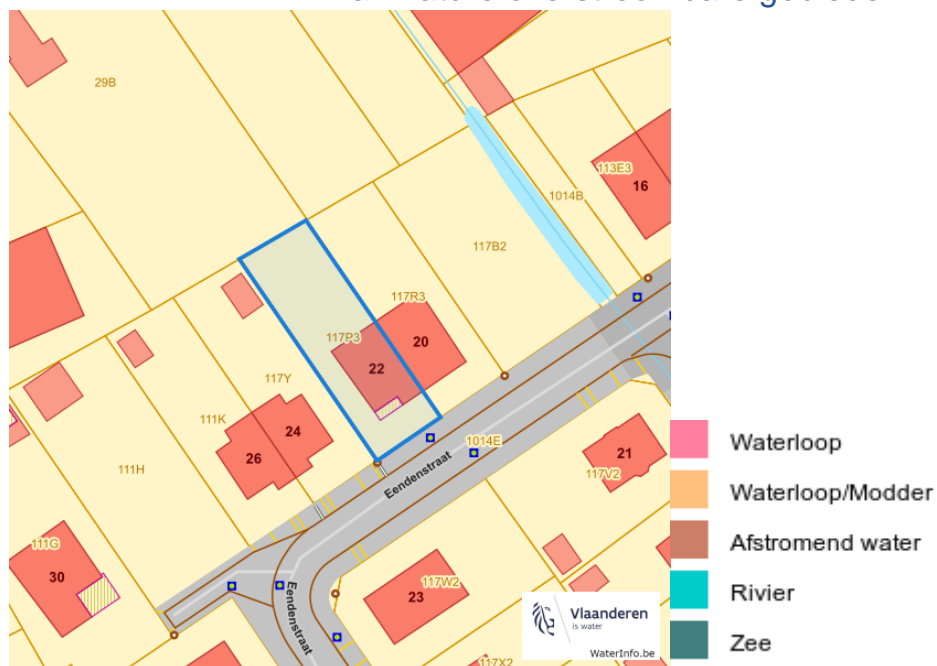 29B
113E3
16
1014B
117B2
117R3
117P3
20
22
117Y
111K
24
26
1014E
Eendenstraat
111H
21
117V2
111G
30
Eendenstraat
117W2
23
117X2
Vlaanderen
is water
WaterInfo.be
Waterloop
Waterloop/Modder
Afstromend water
Rivier
Zee